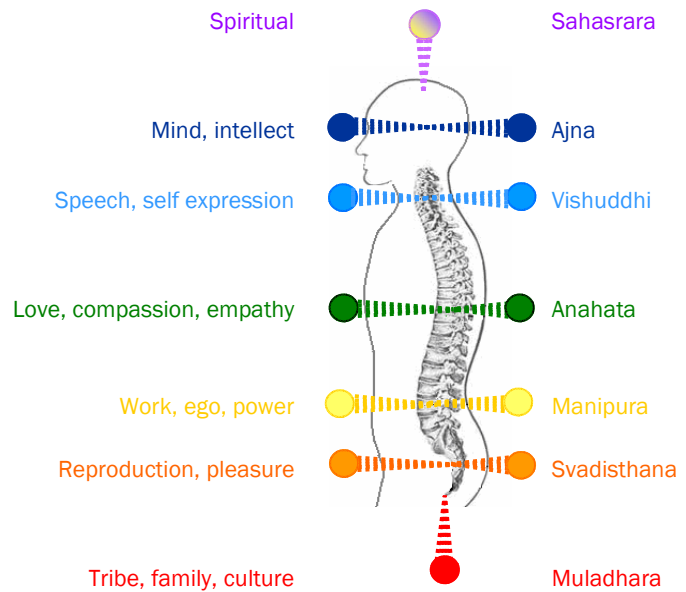 Spiritual Sahasrara
Mind, intellect Ajna
Speech, self expression Vishuddhi
Love, compassion, empathy Anahata
Work, ego, power Manipura
Reproduction, pleasure Svadisthana
Tribe, family, culture Muladhara